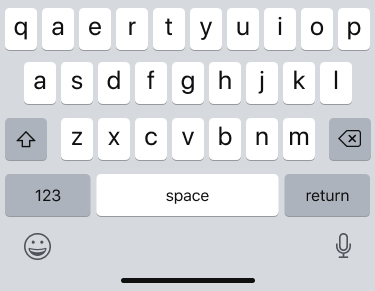 q a e r t y u i o p
a s d f g h j k l
z x c v b n m
123 space return